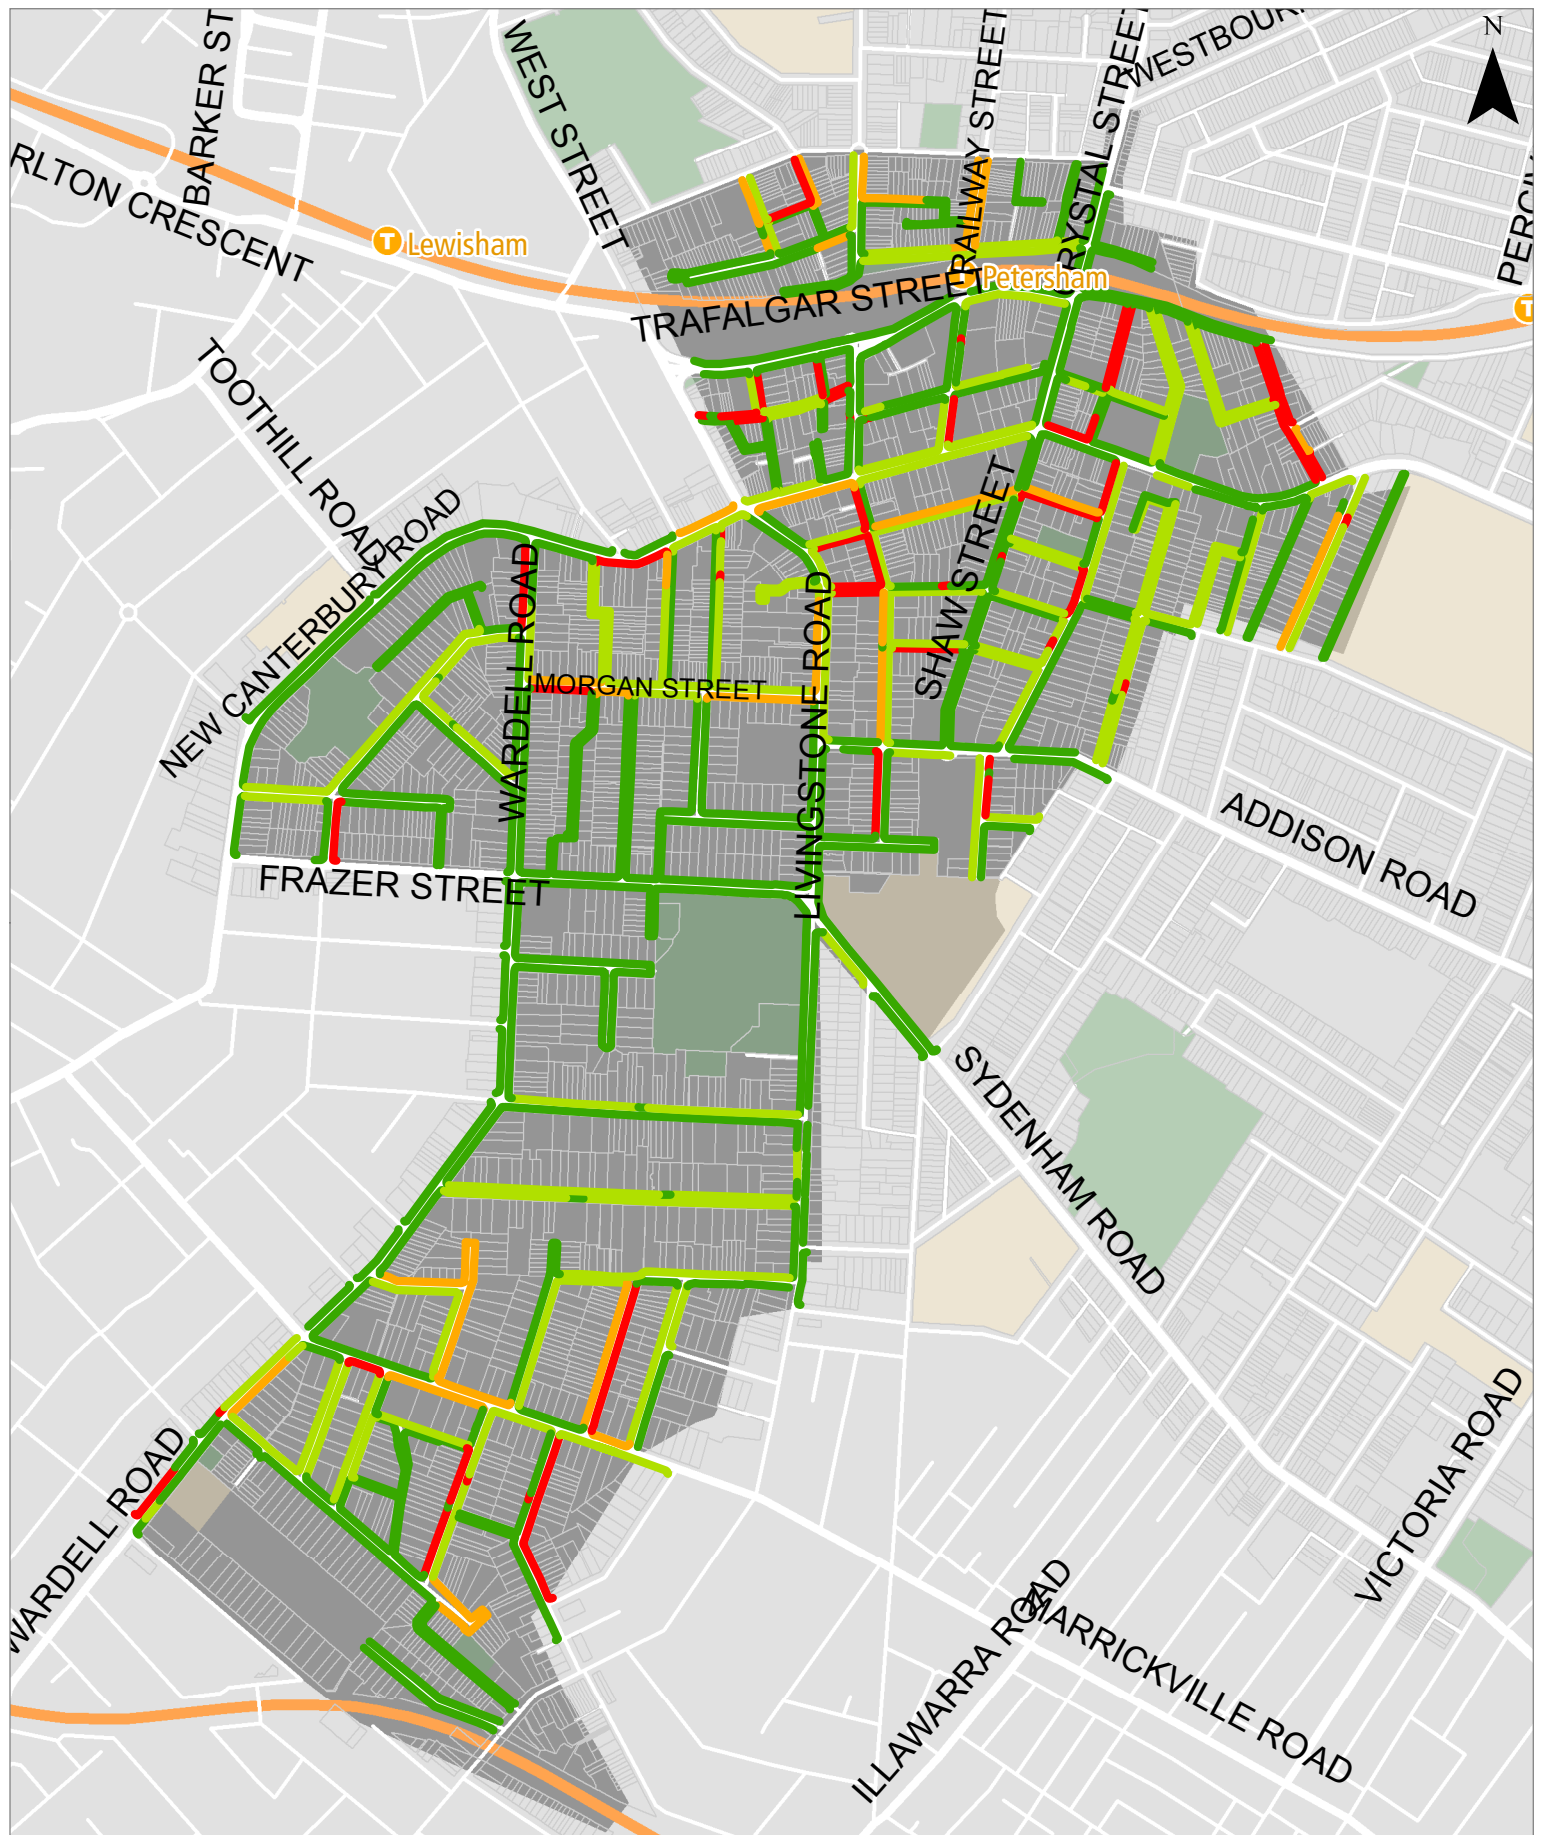 BARKER ST
WEST STREET
RAILWAY STREET
CRYSTAL STREET
WESTBOUR
N
RLTON CRESCENT
T Lewisham
PERCIV
Petersham
T
TRAFALGAR STREET
TOOTHILL ROAD
NEW CANTERBURY ROAD
WARDELL ROAD
SHAW STREET
LIVINGSTONE ROAD
MORGAN STREET
ADDISON ROAD
FRAZER STREET
SYDENHAM ROAD
VICTORIA ROAD
WARDELL ROAD
ILLAWARRA ROAD
MARRICKVILLE ROAD